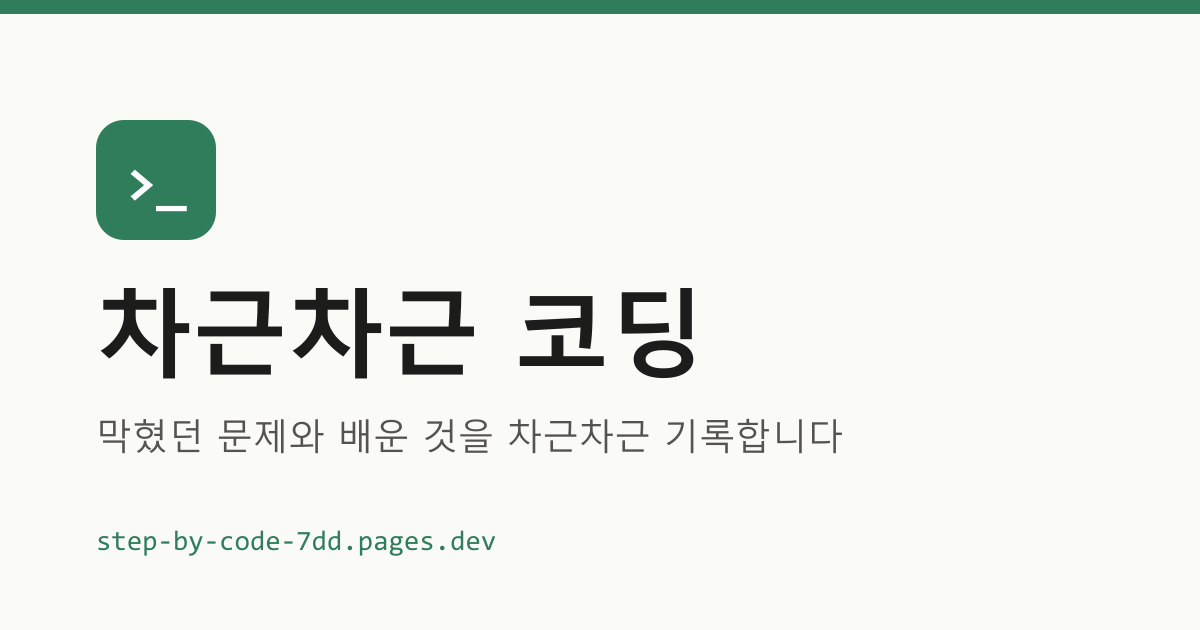 >_
차근차근 코딩
막혔던 문제와 배운 것을 차근차근 기록합니다
step-by-code-7dd.pages.dev